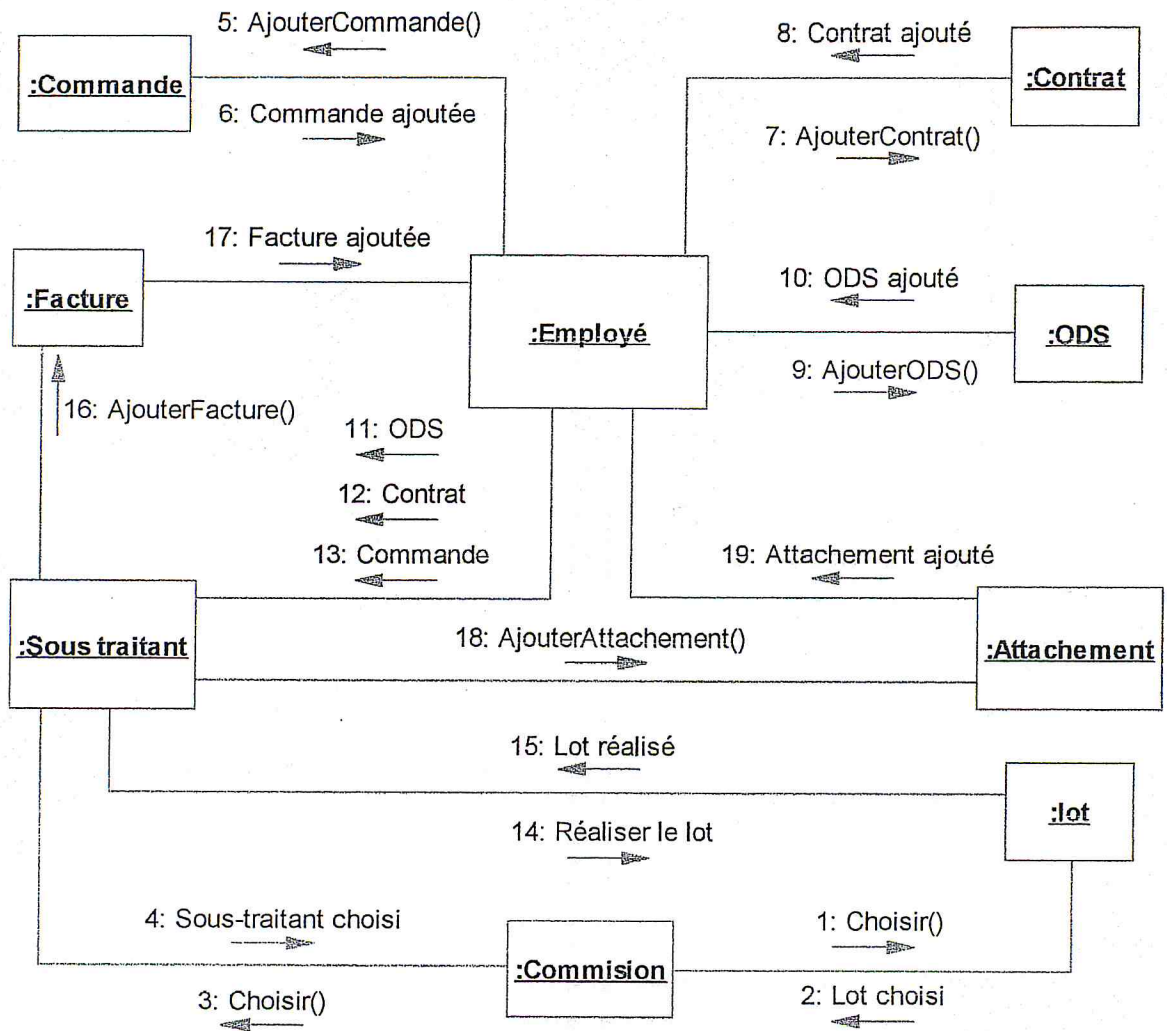 5: AjouterCommande()
8: Contrat ajouté
:Commande
:Contrat
6: Commande ajoutée
7: AjouterContrat()
17: Facture ajoutée
10: ODS ajouté
:Facture
:Employé
:ODS
9: AjouterODS()
16: AjouterFacture()
11: ODS
12: Contrat
13: Commande
19: Attachement ajouté
:Sous traitant
18: AjouterAttachement()
:Attachement
15: Lot réalisé
:lot
14: Réaliser le lot
4: Sous-traitant choisi
1: Choisir()
:Commision
3: Choisir()
2: Lot choisi